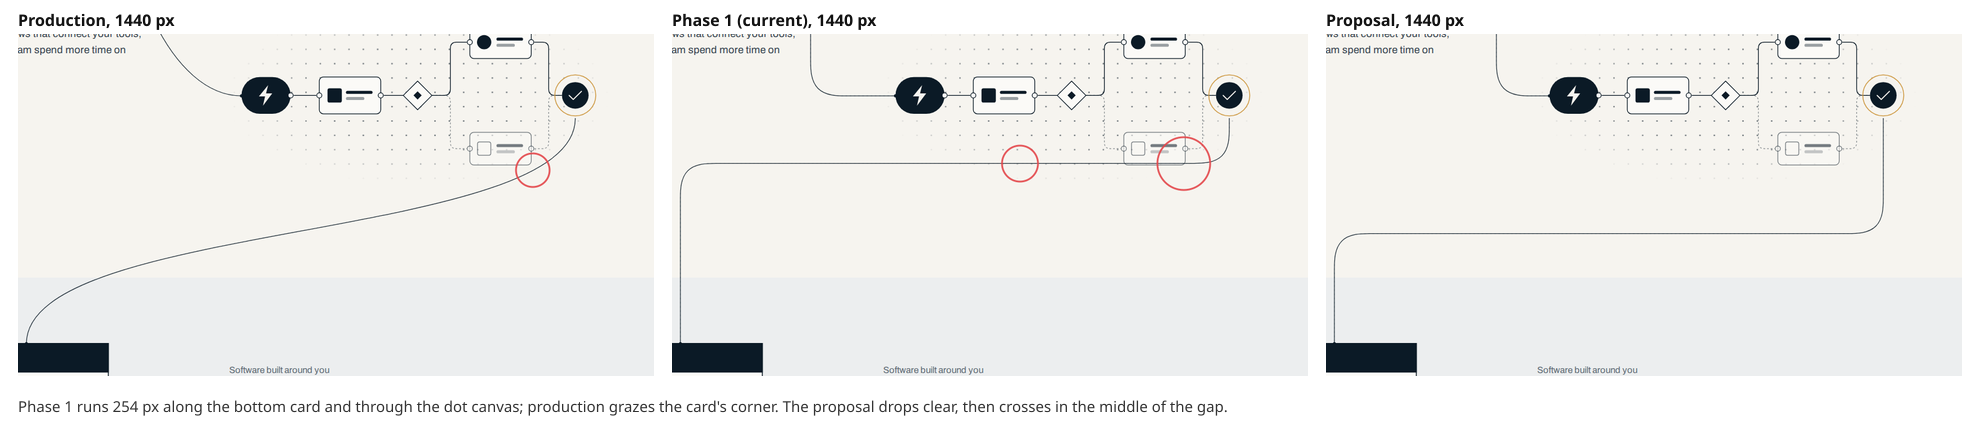 Production, 1440 px
ws that connect your tools,
am spend more time on
Software built around you
Phase 1 (current), 1440 px
ws that connect your tools,
am spend more time on
Software built around you
Proposal, 1440 px
ws that connect your tools,
am spend more time on
Software built around you
Phase 1 runs 254 px along the bottom card and through the dot canvas; production grazes the card's corner. The proposal drops clear, then crosses in the middle of the gap.